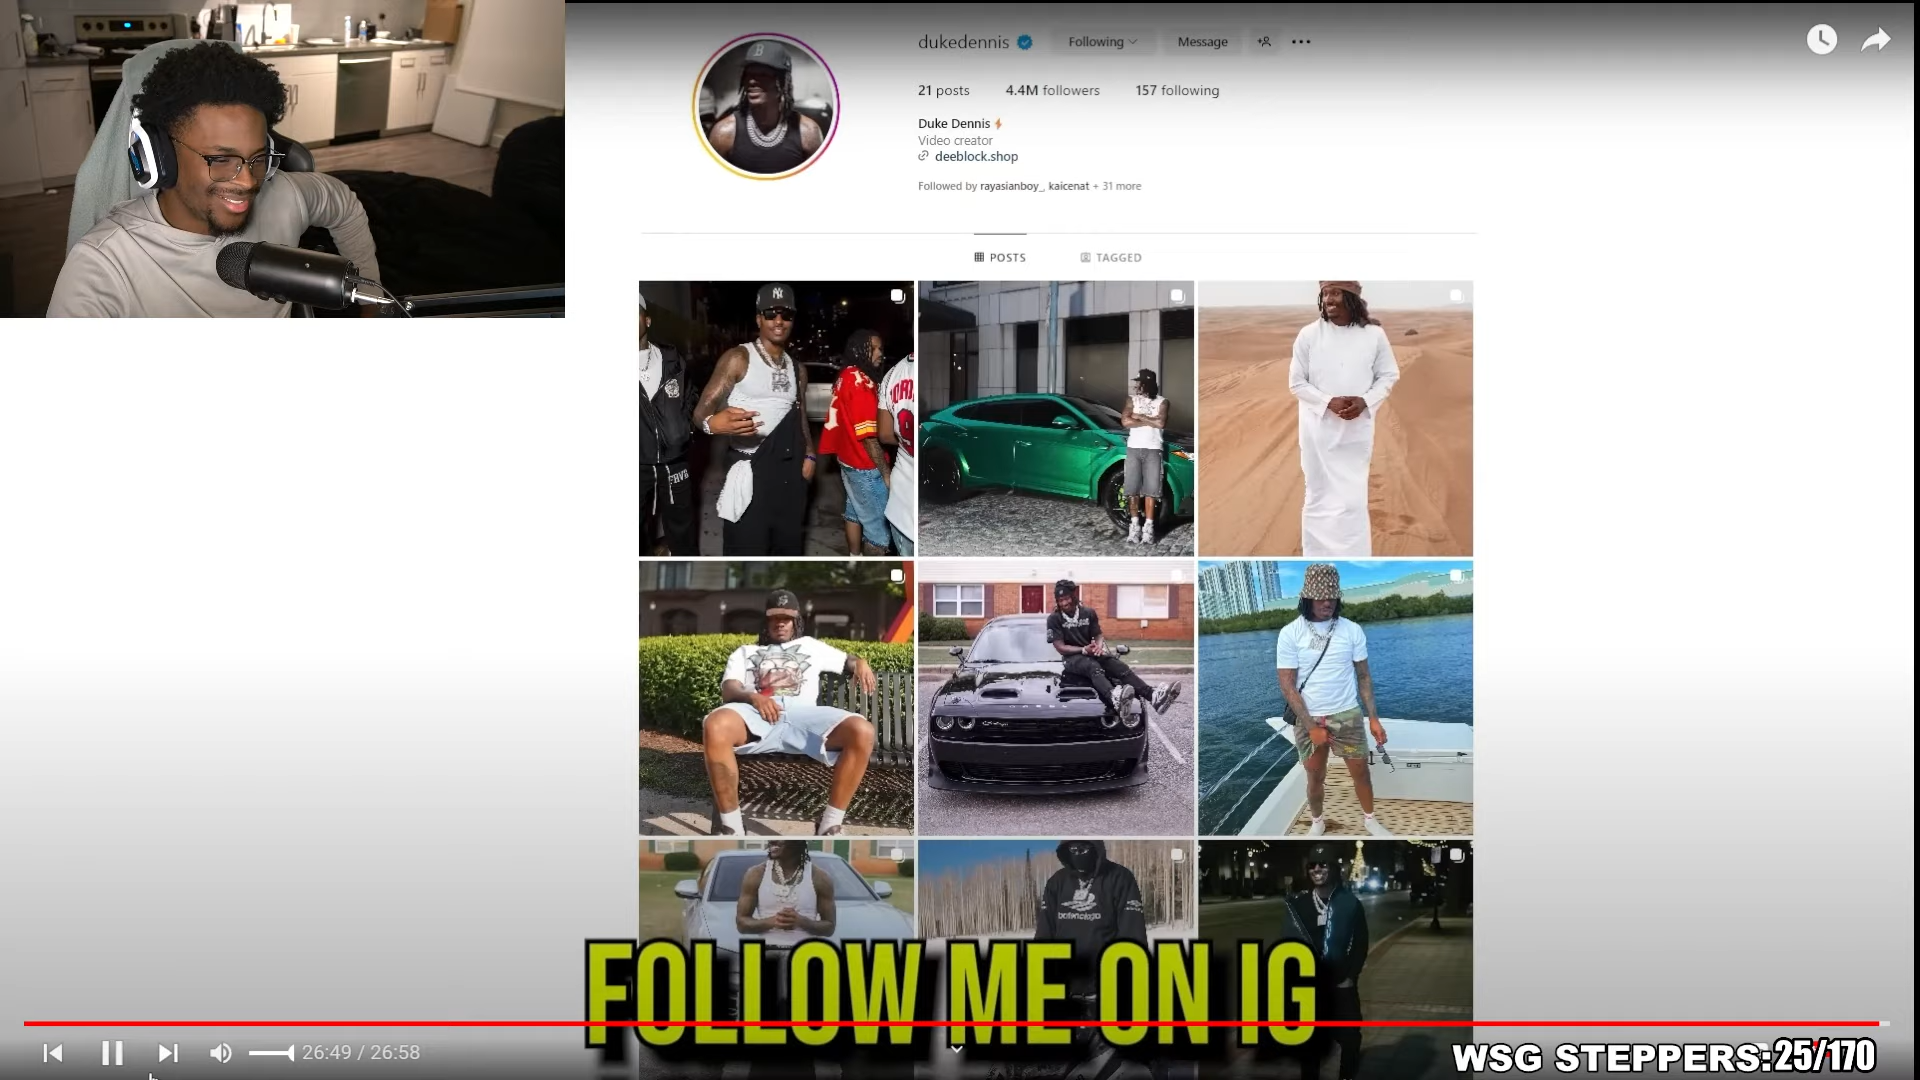 dukedennis Following Message
21 posts 4.4M followers 157 following
Duke Dennis
Video creator
deeblock.shop
Followed by rayasianboy_, kaicenat + 31 more
POSTS TAGGED
FOLLOW ME ON IG
26:49 / 26:58
WSG STEPPERS:25/170